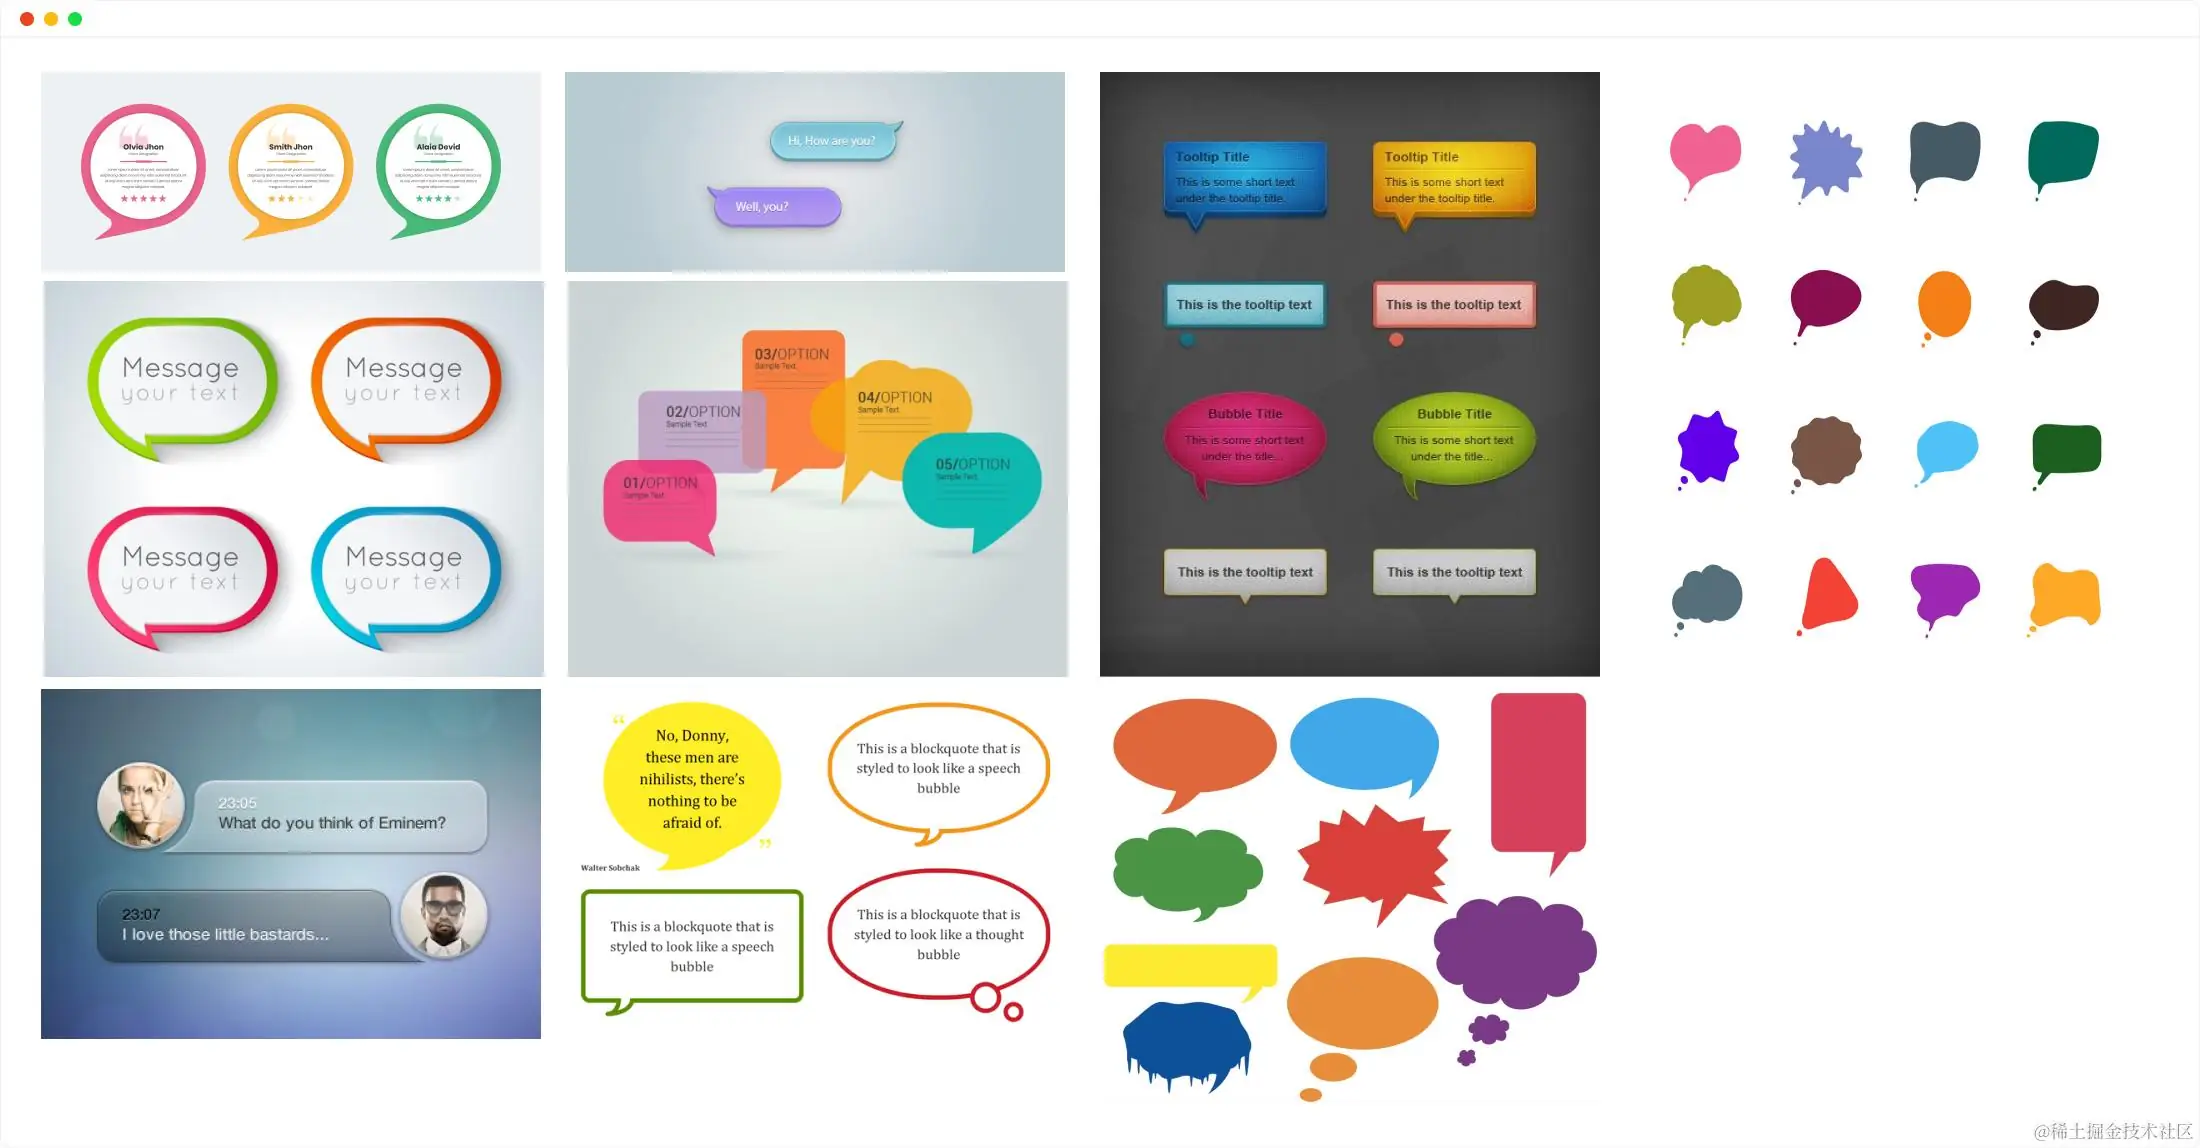 Olvia Jhon
Smith Jhon
Alaia Dovid
Hi, How are you?
Well, you?
Message
your text
Message
your text
Message
your text
Message
your text
03/OPTION
Sample Text
04/OPTION
Sample Text
02/OPTION
Sample Text
05/OPTION
Sample Text
01/OPTION
Sample Text
Tooltip Title
This is some short text
under the tooltip title.
Tooltip Title
This is some short text
under the tooltip title.
This is the tooltip text
This is the tooltip text
Bubble Title
This is some short text
under the title...
Bubble Title
This is some short text
under the title...
This is the tooltip text
This is the tooltip text
23:05
What do you think of Eminem?
23:07
I love those little bastards...
“
No, Donny,
these men are
nihilists, there’s
nothing to be
afraid of.
”
Walter Sobchak
This is a blockquote that is
styled to look like a speech
bubble
This is a blockquote that is
styled to look like a speech
bubble
This is a blockquote that is
styled to look like a thought
bubble
@稀土掘金技术社区